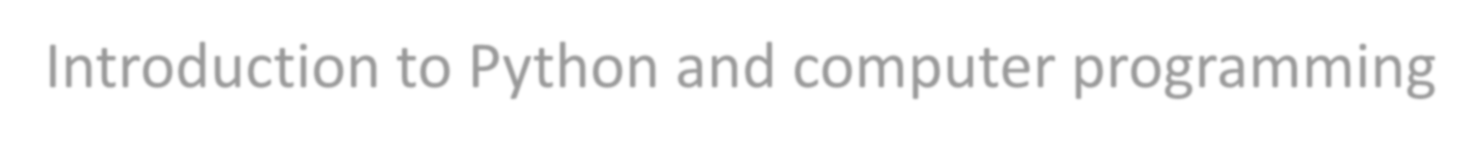 Introduction to Python and computer programming